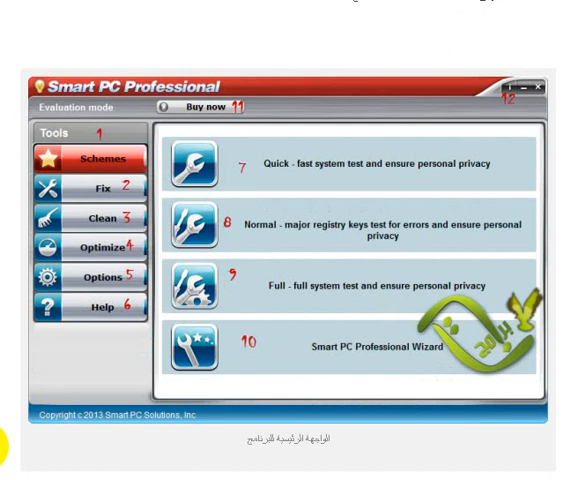 Smart PC Professional
Evaluation mode
Buy now 11
12
Tools 1
Schemes
Fix 2
Clean 3
Optimize 4
Options 5
Help 6
7 Quick - fast system test and ensure personal privacy
8 Normal - major registry keys test for errors and ensure personal
privacy
9 Full - full system test and ensure personal privacy
10 Smart PC Professional Wizard
برامج
Copyright c 2013 Smart PC Solutions, Inc
الواجهة الرئيسية للبرنامج